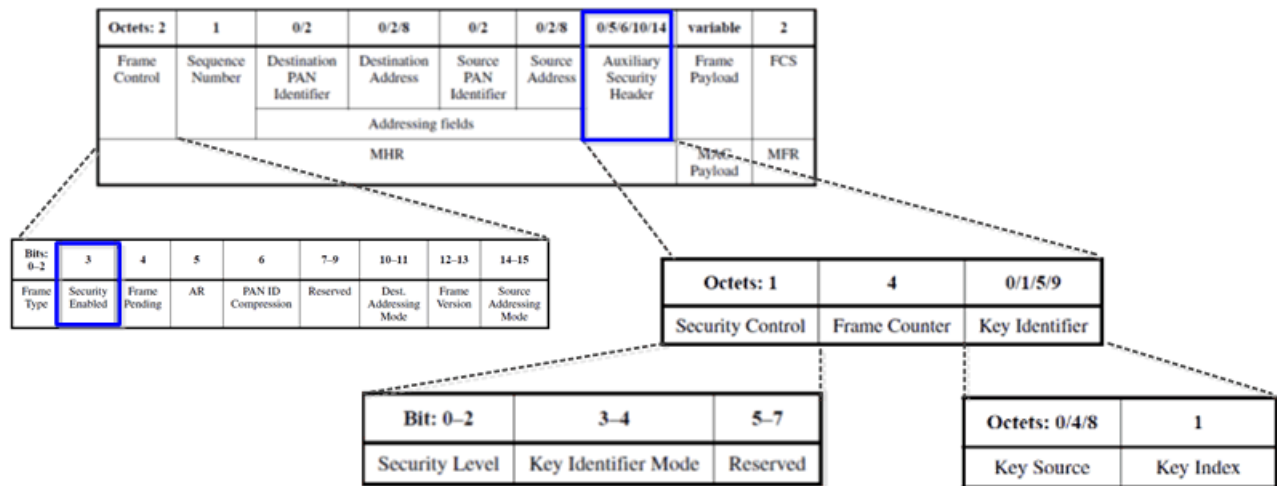 Octets: 2 1 0/2 0/2/8 0/2 0/2/8 0/5/6/10/14 variable 2
Frame Control Sequence Number Destination PAN Identifier Destination Address Source PAN Identifier Source Address Auxiliary Security Header Frame Payload FCS
Addressing fields
MHR MAC Payload MFR
Bits: 0–2 3 4 5 6 7–9 10–11 12–13 14–15
Frame Type Security Enabled Frame Pending AR PAN ID Compression Reserved Dest. Addressing Mode Frame Version Source Addressing Mode
Octets: 1 4 0/1/5/9
Security Control Frame Counter Key Identifier
Bit: 0–2 3–4 5–7
Security Level Key Identifier Mode Reserved
Octets: 0/4/8 1
Key Source Key Index